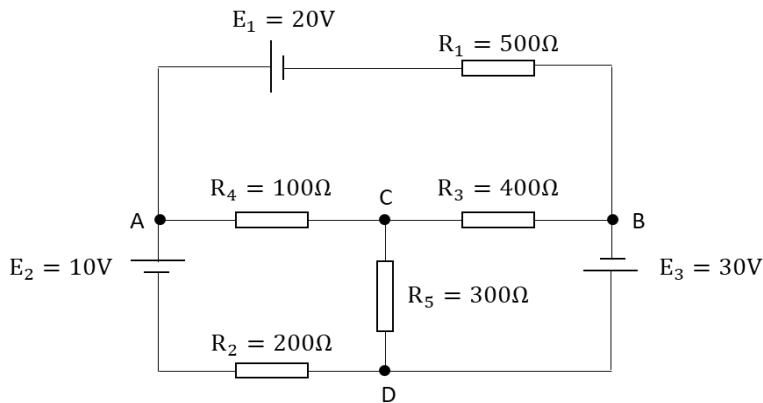 E₁ = 20V
R₁ = 500Ω
R₄ = 100Ω
C
R₃ = 400Ω
A
B
E₂ = 10V
R₅ = 300Ω
E₃ = 30V
R₂ = 200Ω
D